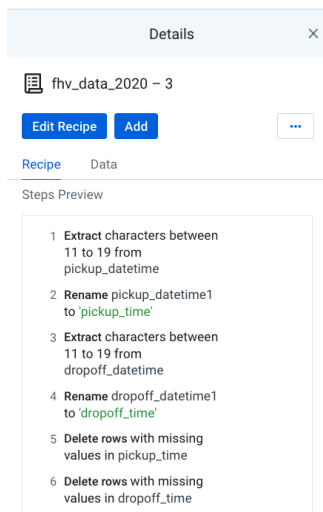 Details
fhv_data_2020 – 3
Edit Recipe Add ...
Recipe Data
Steps Preview
1 Extract characters between
11 to 19 from
pickup_datetime
2 Rename pickup_datetime1
to 'pickup_time'
3 Extract characters between
11 to 19 from
dropoff_datetime
4 Rename dropoff_datetime1
to 'dropoff_time'
5 Delete rows with missing
values in pickup_time
6 Delete rows with missing
values in dropoff_time